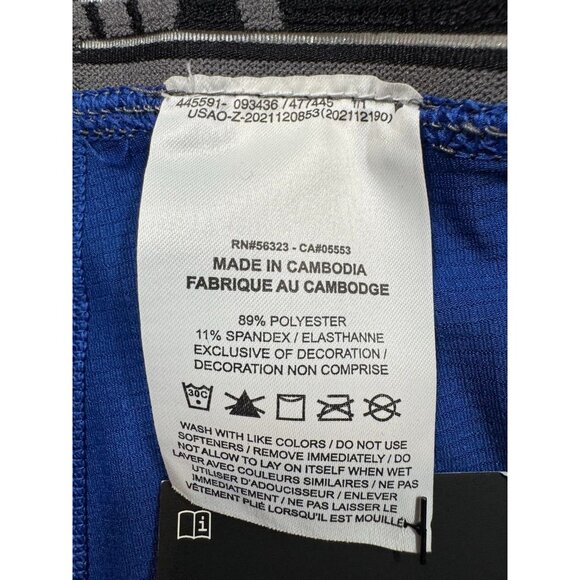 445591- 093436 / 477445 1/1
USAO-Z-2021120853(202112190)
RN#56323 - CA#05553
MADE IN CAMBODIA
FABRIQUE AU CAMBODGE
89% POLYESTER
11% SPANDEX / ELASTHANNE
EXCLUSIVE OF DECORATION /
DECORATION NON COMPRISE
30C
WASH WITH LIKE COLORS / DO NOT USE
SOFTENERS / REMOVE IMMEDIATELY / DO
NOT ALLOW TO LAY ON ITSELF WHEN WET
LAVER AVEC COULEURS SIMILAIRES / NE PAS
UTILISER D'ADOUCISSEUR / ENLEVER
IMMEDIATEMENT / NE PAS LAISSER LE
VÊTEMENT PLIÉ LORSQU'IL EST MOUILLÉ
i